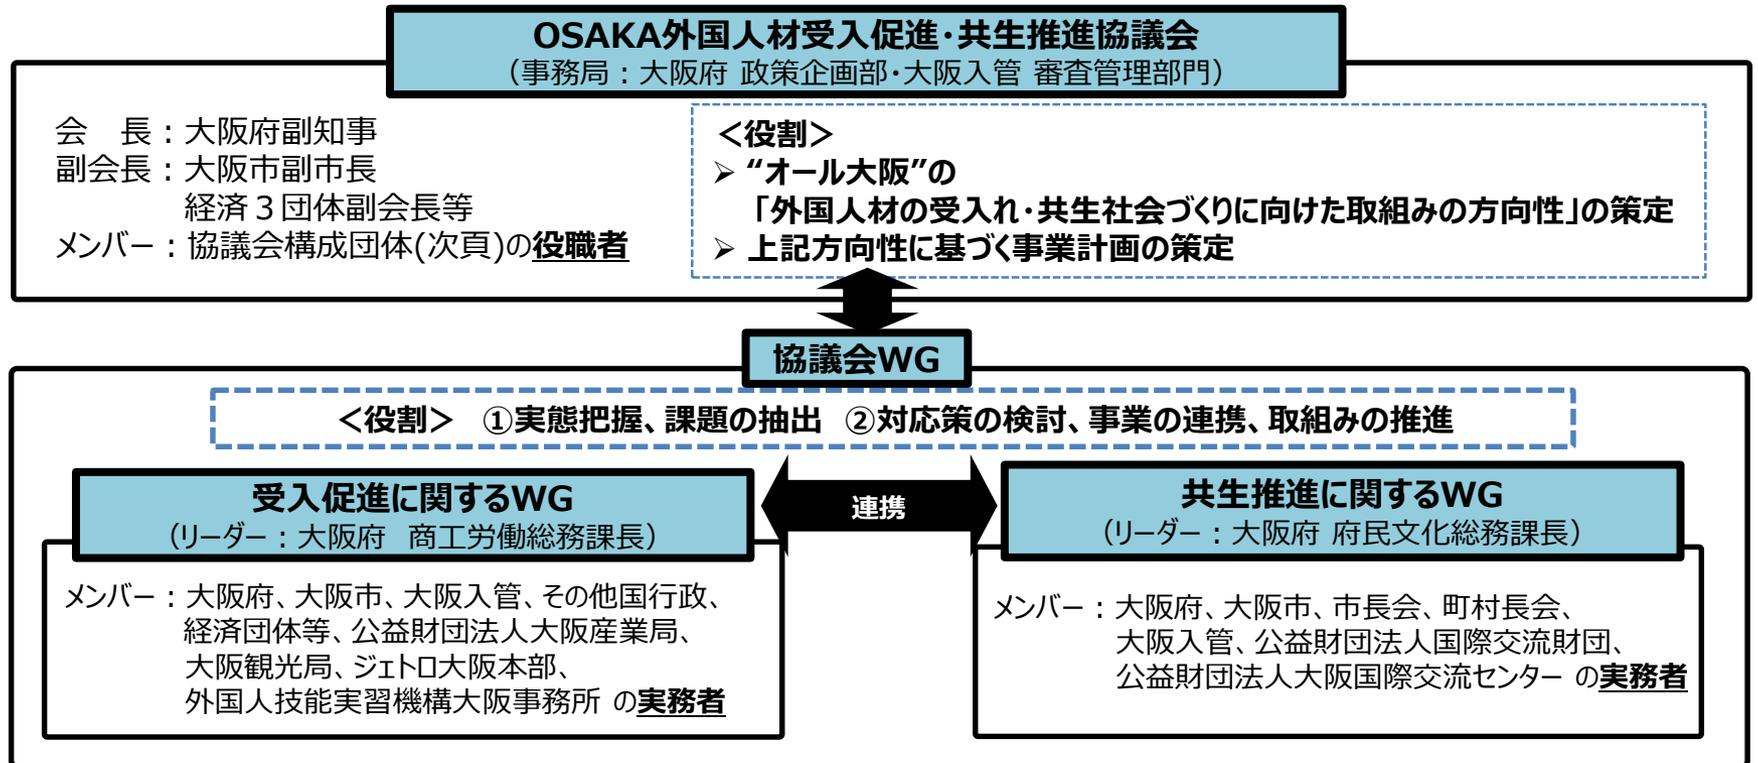 OSAKA外国人材受入促進・共生推進協議会
（事務局：大阪府 政策企画部・大阪入管 審査管理部門）
会　長：大阪府副知事
副会長：大阪市副市長
経済３団体副会長等
メンバー：協議会構成団体(次頁)の役職者
＜役割＞
➢ “オール大阪”の
「外国人材の受入れ・共生社会づくりに向けた取組みの方向性」の策定
➢ 上記方向性に基づく事業計画の策定
協議会WG
＜役割＞ ①実態把握、課題の抽出 ②対応策の検討、事業の連携、取組みの推進
受入促進に関するWG
（リーダー：大阪府　商工労働総務課長）
メンバー：大阪府、大阪市、大阪入管、その他国行政、
経済団体等、公益財団法人大阪産業局、
大阪観光局、ジェトロ大阪本部、
外国人技能実習機構大阪事務所 の実務者
連携
共生推進に関するWG
（リーダー：大阪府 府民文化総務課長）
メンバー：大阪府、大阪市、市長会、町村長会、
大阪入管、公益財団法人国際交流財団、
公益財団法人大阪国際交流センター の実務者